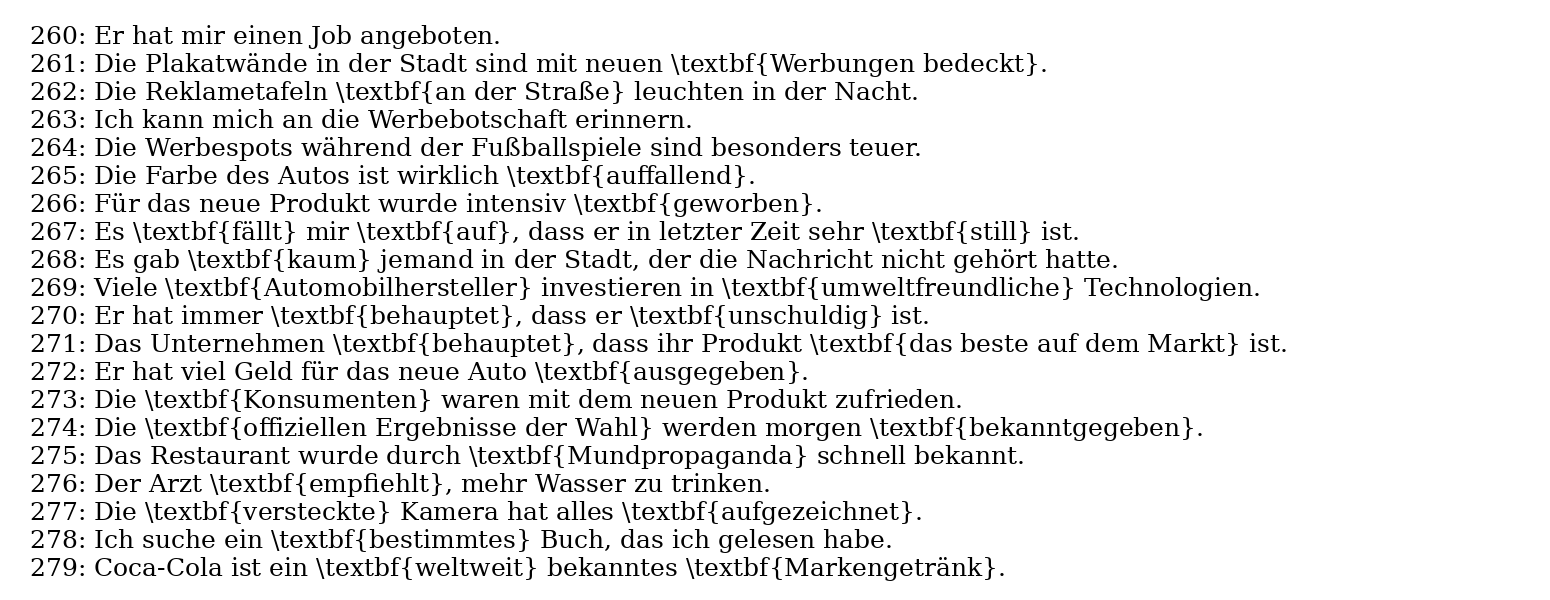 260: Er hat mir einen Job angeboten.
261: Die Plakatwände in der Stadt sind mit neuen \textbf{Werbungen bedeckt}.
262: Die Reklametafeln \textbf{an der Straße} leuchten in der Nacht.
263: Ich kann mich an die Werbebotschaft erinnern.
264: Die Werbespots während der Fußballspiele sind besonders teuer.
265: Die Farbe des Autos ist wirklich \textbf{auffallend}.
266: Für das neue Produkt wurde intensiv \textbf{geworben}.
267: Es \textbf{fällt} mir \textbf{auf}, dass er in letzter Zeit sehr \textbf{still} ist.
268: Es gab \textbf{kaum} jemand in der Stadt, der die Nachricht nicht gehört hatte.
269: Viele \textbf{Automobilhersteller} investieren in \textbf{umweltfreundliche} Technologien.
270: Er hat immer \textbf{behauptet}, dass er \textbf{unschuldig} ist.
271: Das Unternehmen \textbf{behauptet}, dass ihr Produkt \textbf{das beste auf dem Markt} ist.
272: Er hat viel Geld für das neue Auto \textbf{ausgegeben}.
273: Die \textbf{Konsumenten} waren mit dem neuen Produkt zufrieden.
274: Die \textbf{offiziellen Ergebnisse der Wahl} werden morgen \textbf{bekanntgegeben}.
275: Das Restaurant wurde durch \textbf{Mundpropaganda} schnell bekannt.
276: Der Arzt \textbf{empfiehlt}, mehr Wasser zu trinken.
277: Die \textbf{versteckte} Kamera hat alles \textbf{aufgezeichnet}.
278: Ich suche ein \textbf{bestimmtes} Buch, das ich gelesen habe.
279: Coca-Cola ist ein \textbf{weltweit} bekanntes \textbf{Markengetränk}.